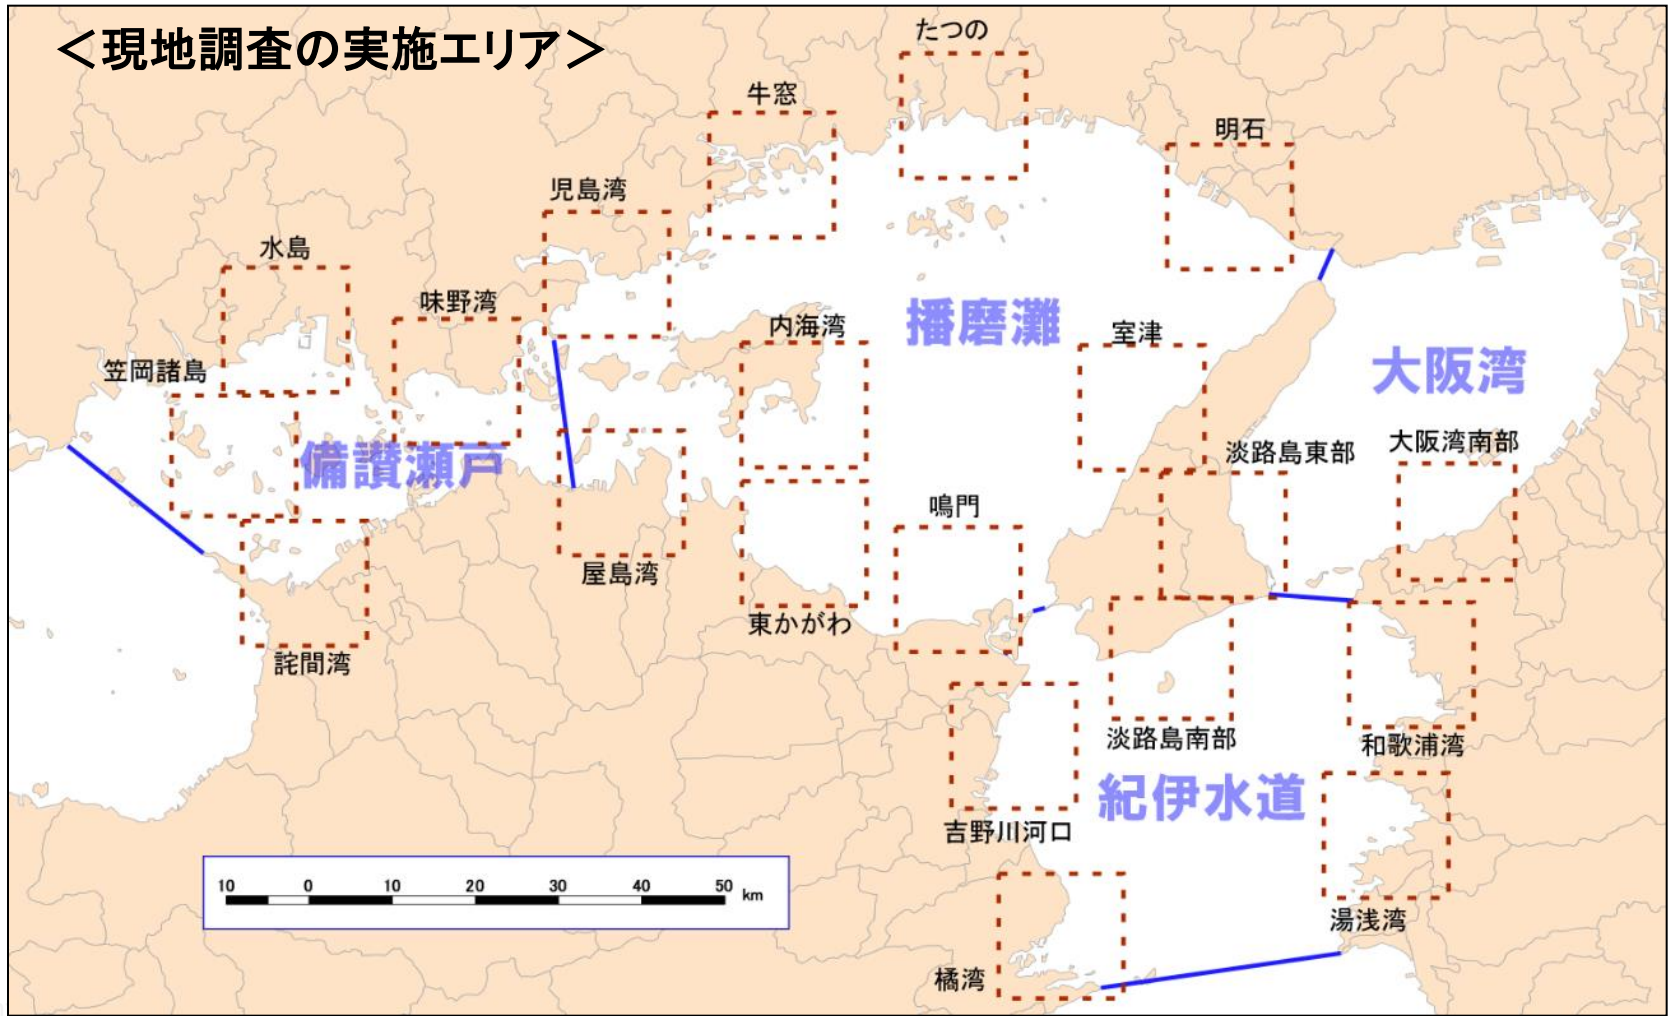 ＜現地調査の実施エリア＞
たつの
牛窓
明石
児島湾
水島
味野湾
内海湾
播磨灘
室津
笠岡諸島
大阪湾
備讃瀬戸
淡路島東部
大阪湾南部
鳴門
屋島湾
東かがわ
詫間湾
淡路島南部
和歌浦湾
紀伊水道
吉野川河口
10 0 10 20 30 40 50 km
湯浅湾
橘湾